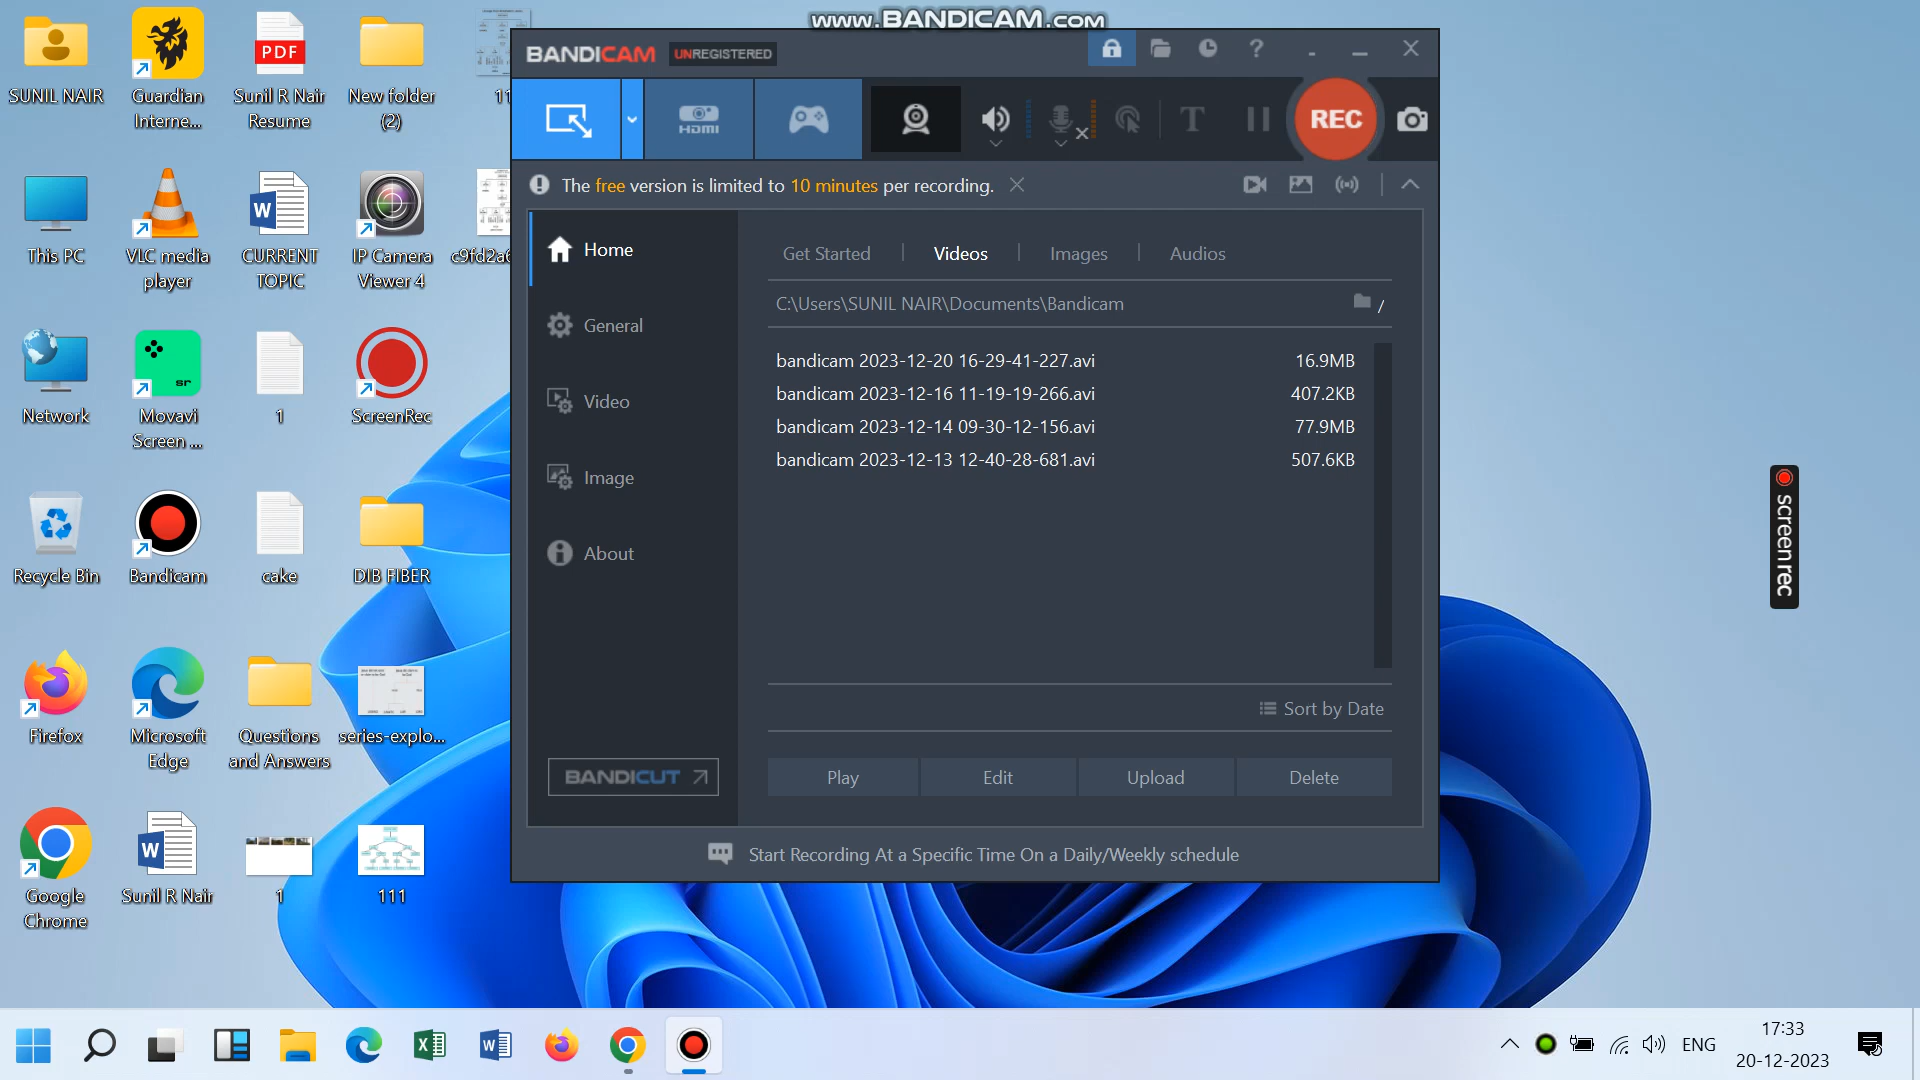 www.BANDICAM.com
SUNIL NAIR
Guardian
Interne...
PDF
Sunil R Nair
Resume
New folder
(2)
11
This PC
VLC media
player
CURRENT
TOPIC
IP Camera
Viewer 4
c9fd2a6
Network
Movavi
Screen ...
1
ScreenRec
Recycle Bin
Bandicam
cake
DIB FIBER
Firefox
Microsoft
Edge
Questions
and Answers
series-explo...
Google
Chrome
Sunil R Nair
1
111
BANDICAM UNREGISTERED
HDMI
REC
The free version is limited to 10 minutes per recording.
Home
General
Video
Image
About
BANDICUT
Get Started | Videos | Images | Audios
C:\Users\SUNIL NAIR\Documents\Bandicam
bandicam 2023-12-20 16-29-41-227.avi 16.9MB
bandicam 2023-12-16 11-19-19-266.avi 407.2KB
bandicam 2023-12-14 09-30-12-156.avi 77.9MB
bandicam 2023-12-13 12-40-28-681.avi 507.6KB
Sort by Date
Play Edit Upload Delete
Start Recording At a Specific Time On a Daily/Weekly schedule
screenrec
ENG
17:33
20-12-2023